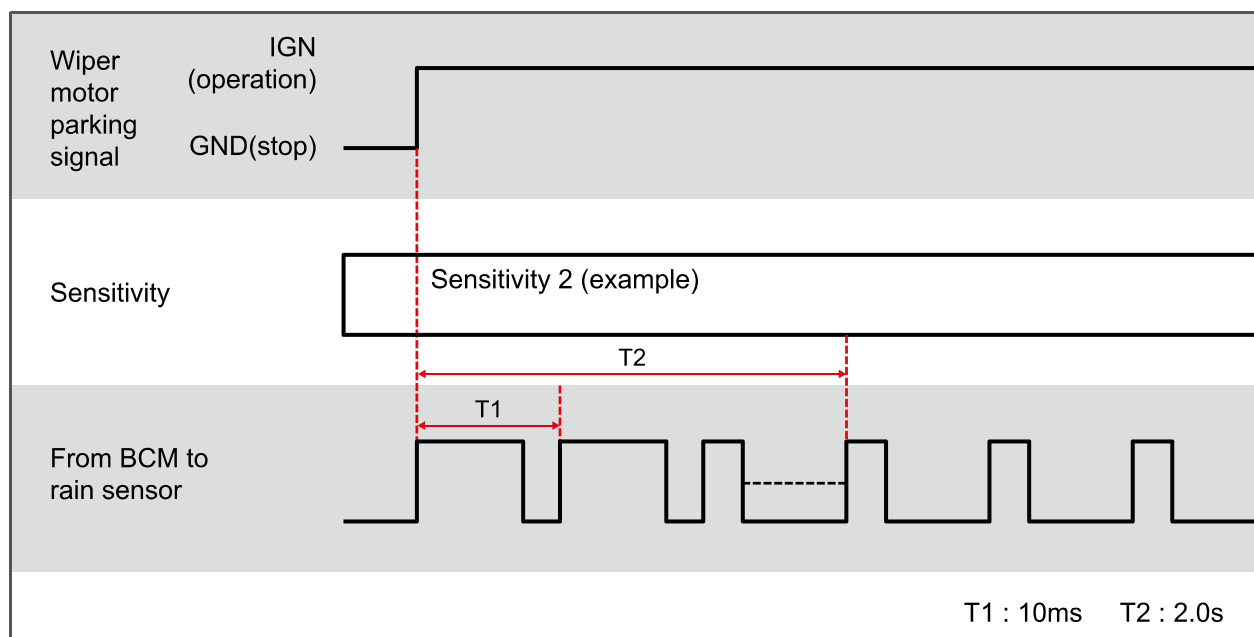 Wiper
motor
parking
signal
IGN
(operation)
GND(stop)
Sensitivity
Sensitivity 2 (example)
T2
T1
From BCM to
rain sensor
T1 : 10ms T2 : 2.0s